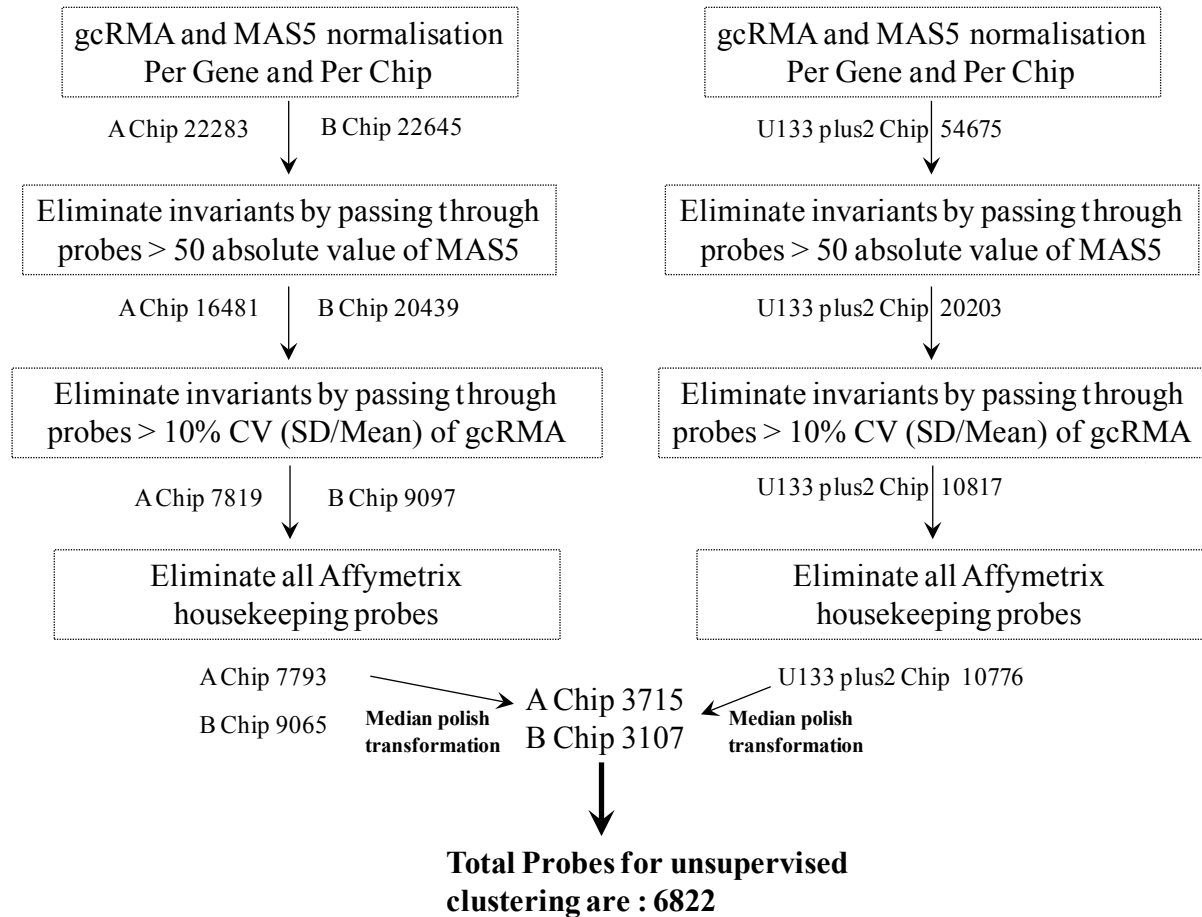 gcRMA and MAS5 normalisation
Per Gene and Per Chip
A Chip 22283
B Chip 22645
Eliminate invariants by passing through
probes > 50 absolute value of MAS5
A Chip 16481
B Chip 20439
Eliminate invariants by passing through
probes > 10% CV (SD/Mean) of gcRMA
A Chip 7819
B Chip 9097
Eliminate all Affymetrix
housekeeping probes
A Chip 7793
B Chip 9065
Median polish
transformation
gcRMA and MAS5 normalisation
Per Gene and Per Chip
U133 plus2 Chip 54675
Eliminate invariants by passing through
probes > 50 absolute value of MAS5
U133 plus2 Chip 20203
Eliminate invariants by passing through
probes > 10% CV (SD/Mean) of gcRMA
U133 plus2 Chip 10817
Eliminate all Affymetrix
housekeeping probes
U133 plus2 Chip 10776
Median polish
transformation
A Chip 3715
B Chip 3107
Total Probes for unsupervised
clustering are : 6822